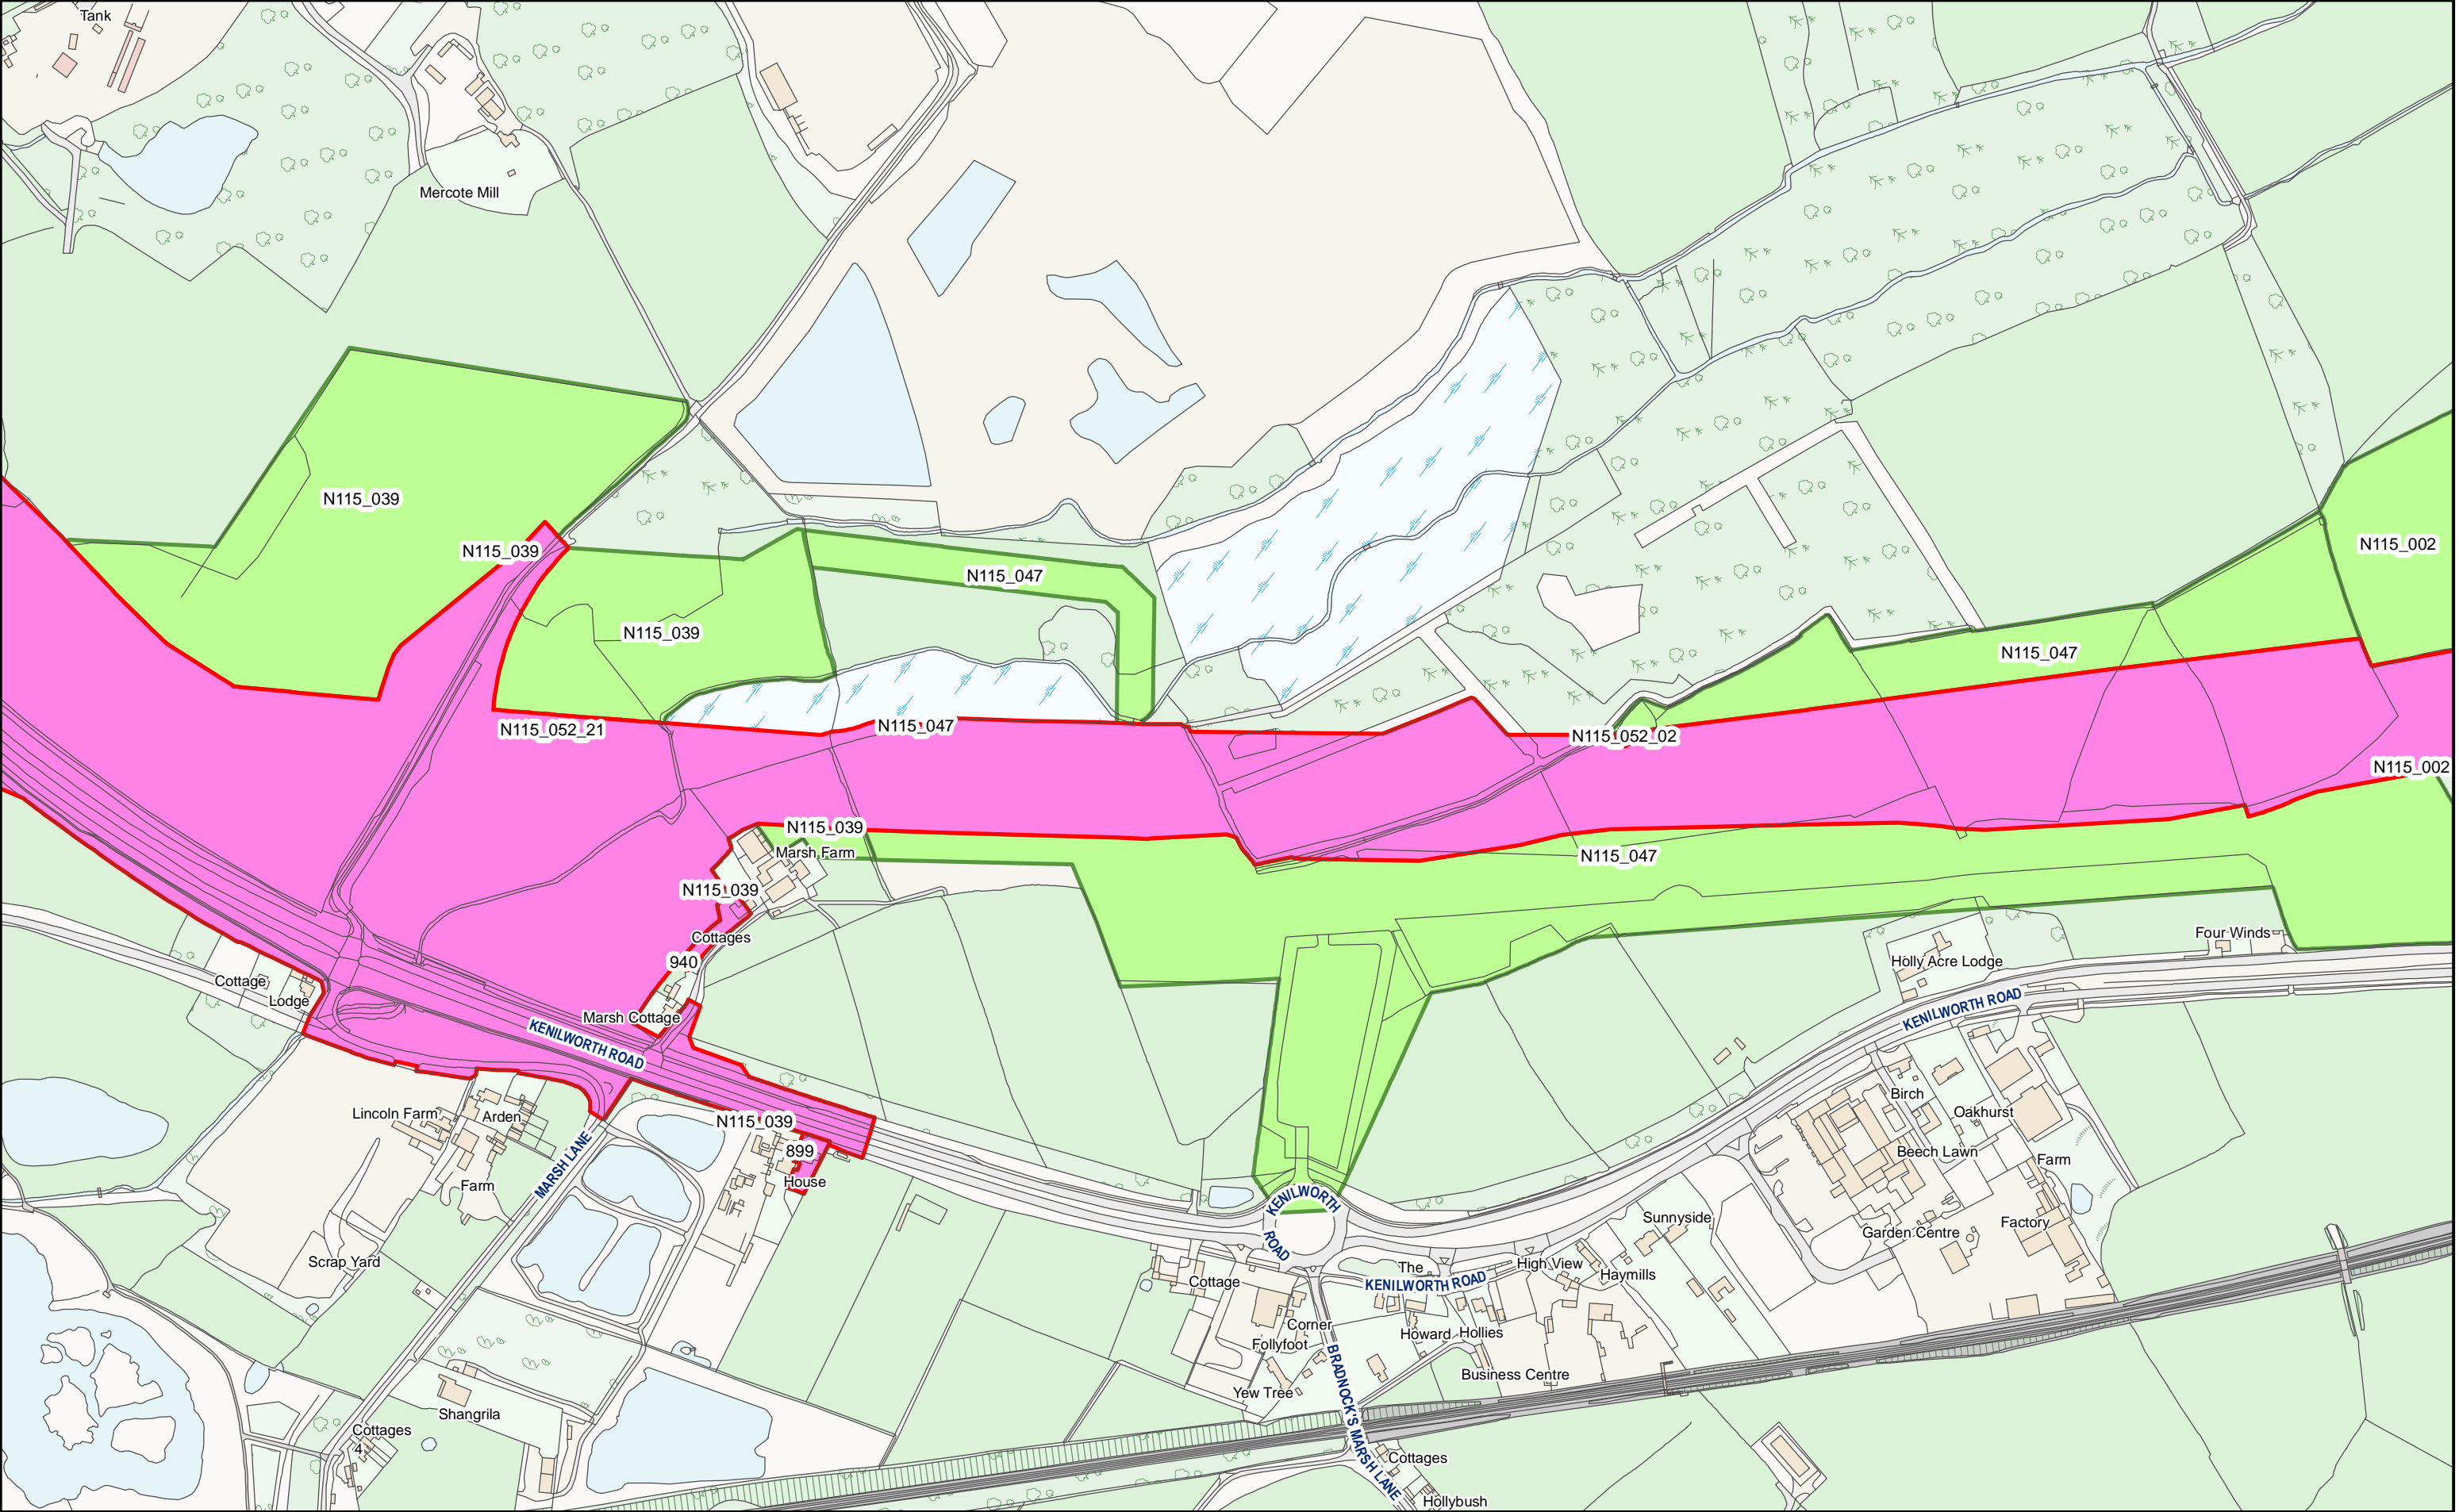 Tank
Mercote Mill
N115_039
N115_039
N115_002
N115_047
N115_039
N115_047
N115_052_21
N115_047
N115_052_02
N115_002
N115_039
Marsh Farm
N115_047
N115_039
Cottages
Four Winds
940
Holly Acre Lodge
Cottage
Lodge
KENILWORTH ROAD
Marsh Cottage
KENILWORTH ROAD
Birch
Lincoln Farm
Arden
N115_039
Oakhurst
899
Beech Lawn
MARSH LANE
Farm
Farm
House
KENILWORTH
ROAD
Sunnyside
Factory
Garden Centre
Scrap Yard
The
High View
Haymills
Cottage
KENILWORTH ROAD
Corner
Howard
Hollies
Follyfoot
Business Centre
Yew Tree
BRADNOCK'S MARSH LANE
Shangrila
Cottages
4
Cottages
Hollybush